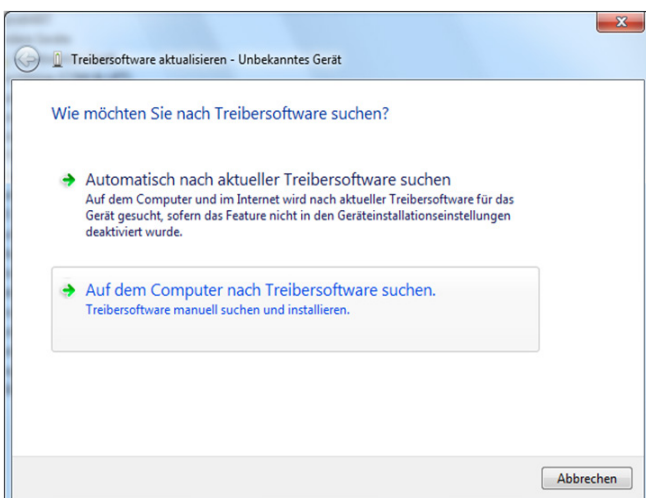 Treibersoftware aktualisieren - Unbekanntes Gerät
Wie möchten Sie nach Treibersoftware suchen?
Automatisch nach aktueller Treibersoftware suchen
Auf dem Computer und im Internet wird nach aktueller Treibersoftware für das
Gerät gesucht, sofern das Feature nicht in den Geräteinstallationseinstellungen
deaktiviert wurde.
Auf dem Computer nach Treibersoftware suchen.
Treibersoftware manuell suchen und installieren.
Abbrechen